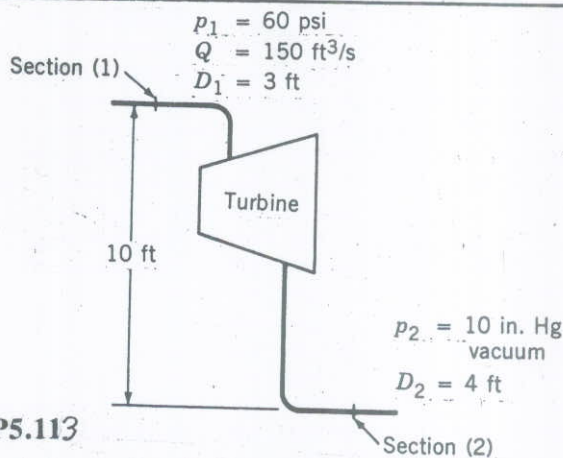 p₁ = 60 psi
Q = 150 ft³/s
D₁ = 3 ft
Section (1)
Turbine
10 ft
p₂ = 10 in. Hg
vacuum
D₂ = 4 ft
P5.113
Section (2)